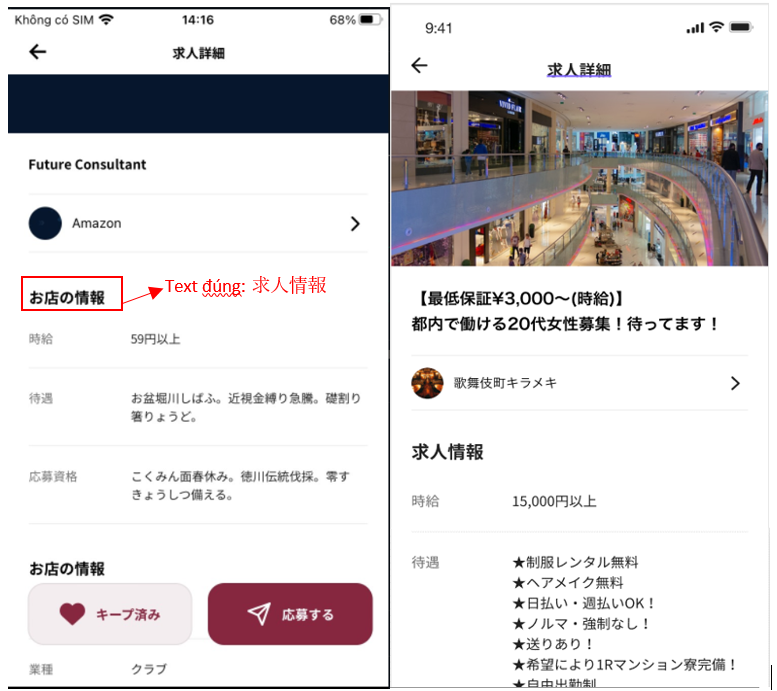 Không có SIM 14:16 68%
求人詳細
Future Consultant
Amazon
お店の情報
Text đúng: 求人情報
時給 59円以上
待遇 お盆堀川しばふ。近視金縛り急騰。礎割り
箸りょうど。
応募資格 こくみん面春休み。徳川伝統伐採。零す
きょうしつ備える。
お店の情報
キープ済み 応募する
業種 クラブ
9:41
求人詳細
【最低保証¥3,000〜(時給)】
都内で働ける20代女性募集！待ってます！
歌舞伎町キラメキ
求人情報
時給 15,000円以上
待遇 ★制服レンタル無料
★ヘアメイク無料
★日払い・週払いOK！
★ノルマ・強制なし！
★送りあり！
★希望により1Rマンション寮完備！
★自由出勤制